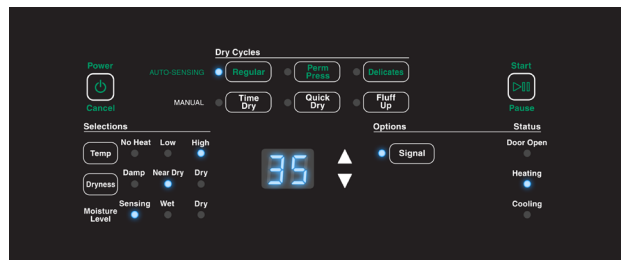 Dry Cycles
Power
Cancel
AUTO-SENSING Regular Perm Press Delicates
MANUAL Time Dry Quick Dry Fluff Up
Start
Pause
Selections
Temp No Heat Low High
Dryness Damp Near Dry Dry
Moisture Level Sensing Wet Dry
35
Options
Signal
Status
Door Open
Heating
Cooling